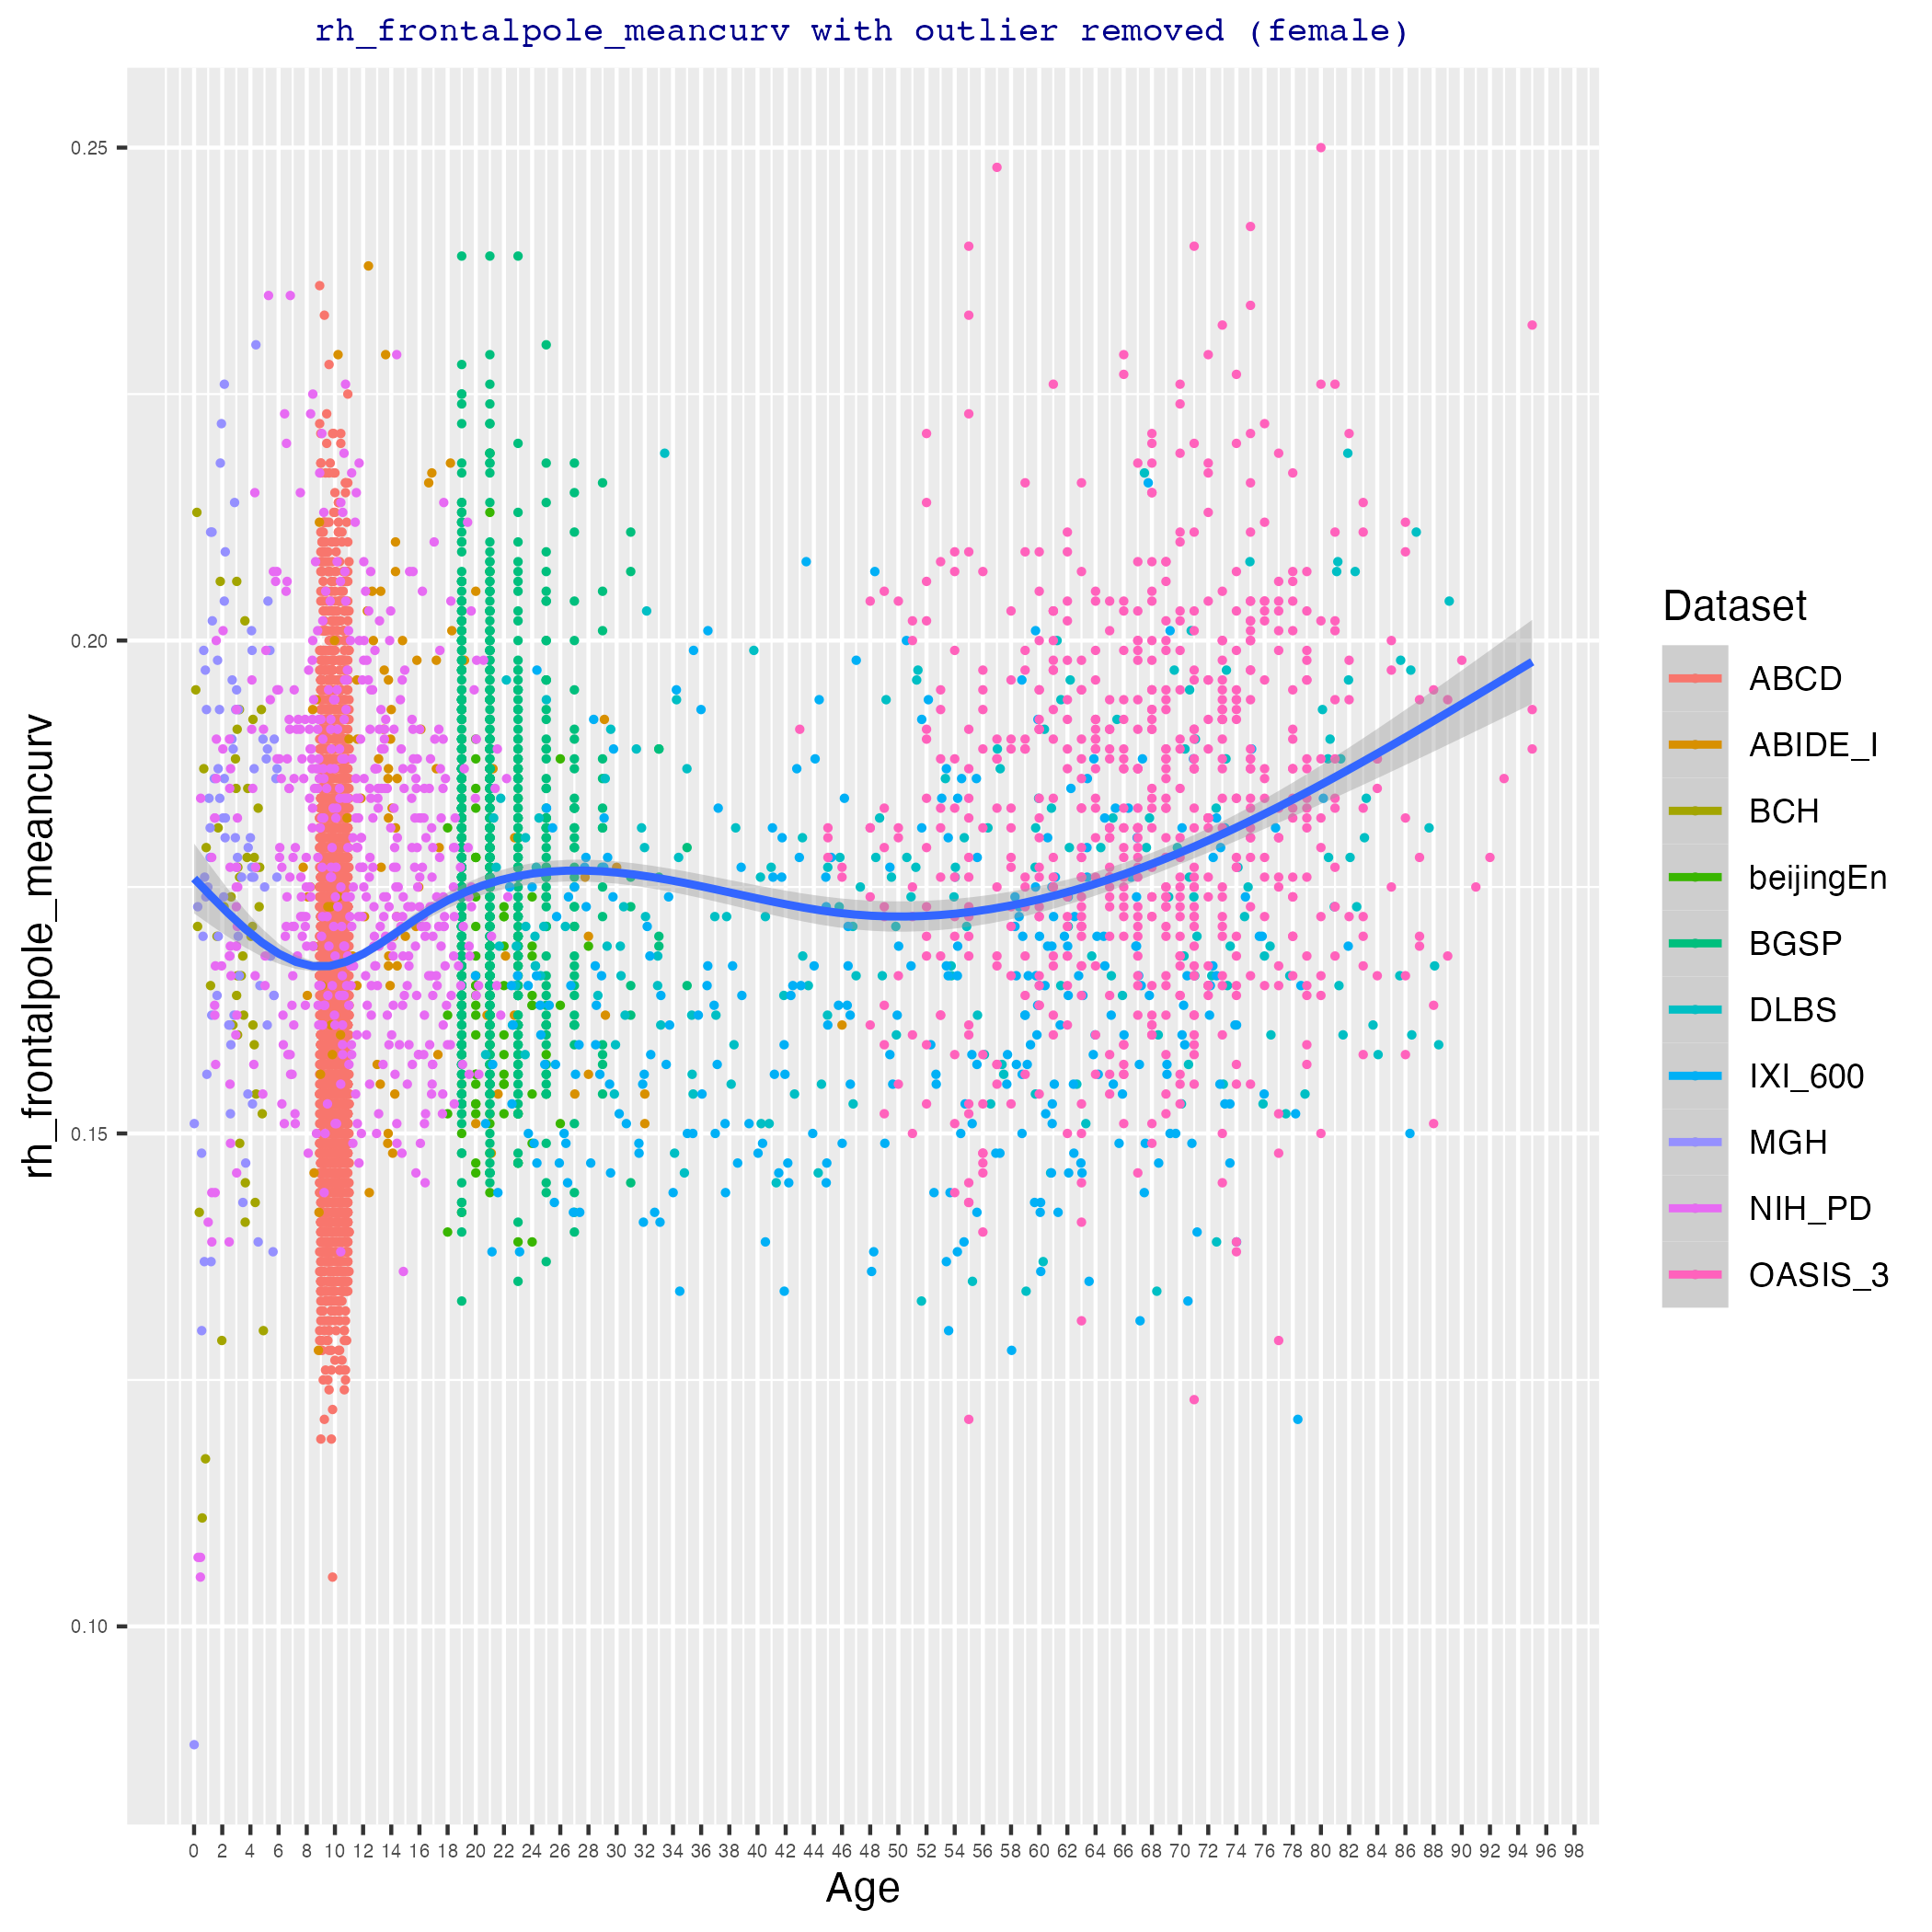 rh_frontalpole_meancurv with outlier removed (female)
rh_frontalpole_meancurv
0.25
0.20
0.15
0.10
0 2 4 6 8 10 12 14 16 18 20 22 24 26 28 30 32 34 36 38 40 42 44 46 48 50 52 54 56 58 60 62 64 66 68 70 72 74 76 78 80 82 84 86 88 90 92 94 96 98
Age
Dataset
ABCD
ABIDE_I
BCH
beijingEn
BGSP
DLBS
IXI_600
MGH
NIH_PD
OASIS_3